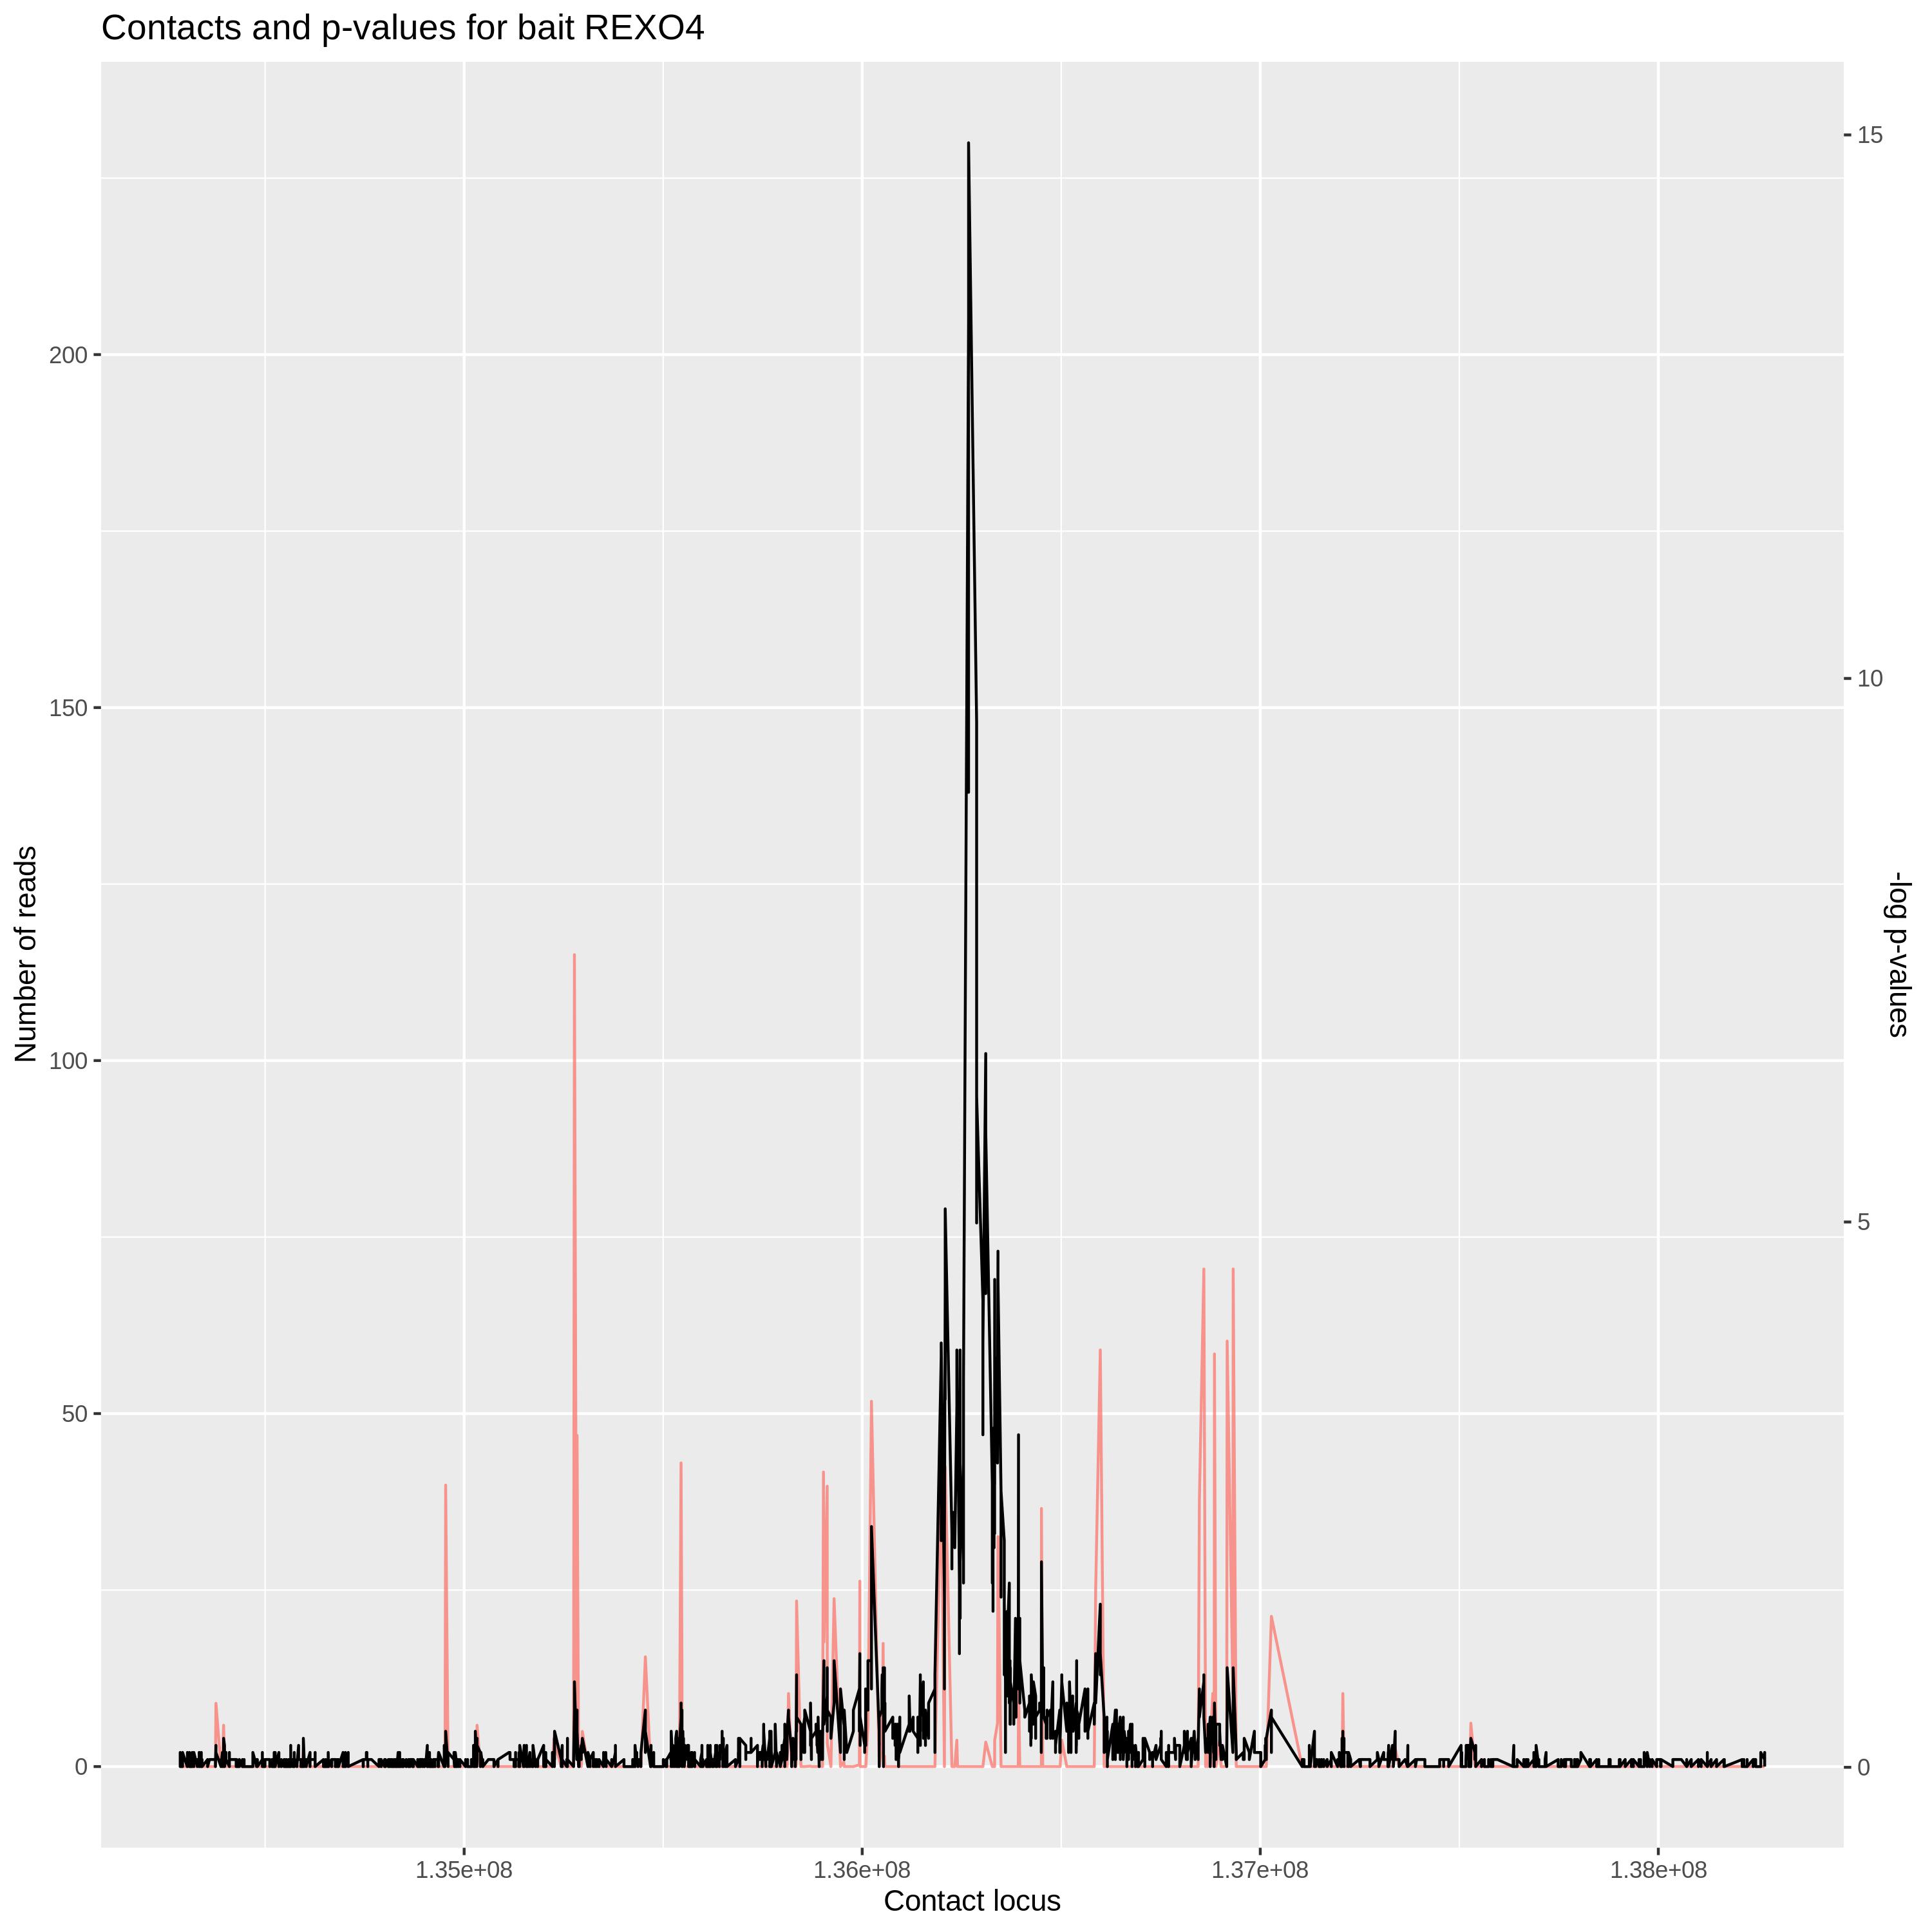 Contacts and p-values for bait REXO4
Number of reads
200
150
100
50
0
15
10
5
0
-log p-values
1.35e+08
1.36e+08
1.37e+08
1.38e+08
Contact locus